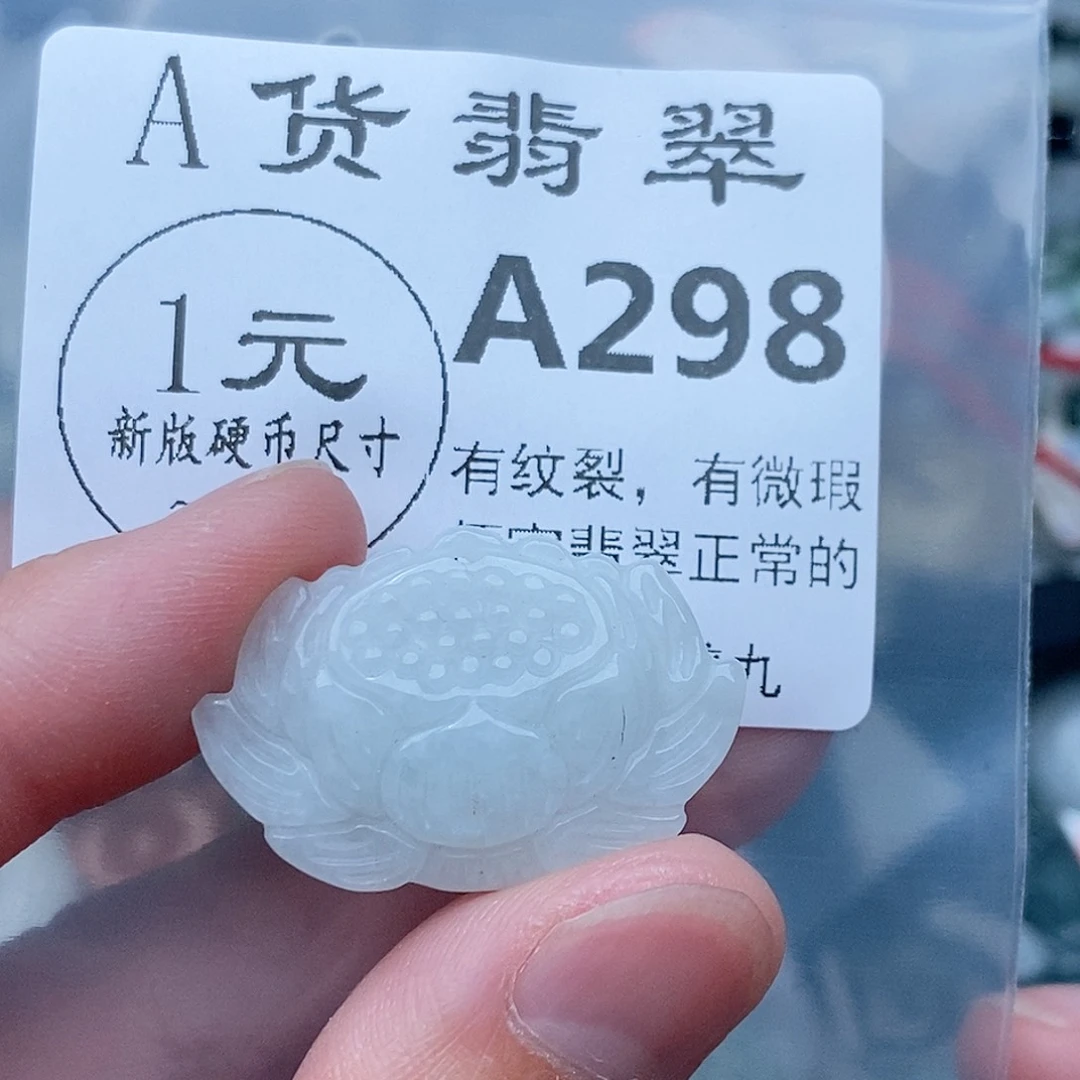 A货翡翠
1元
新版硬币尺寸
A298
有纹裂，有微瑕
翡翠正常的
九